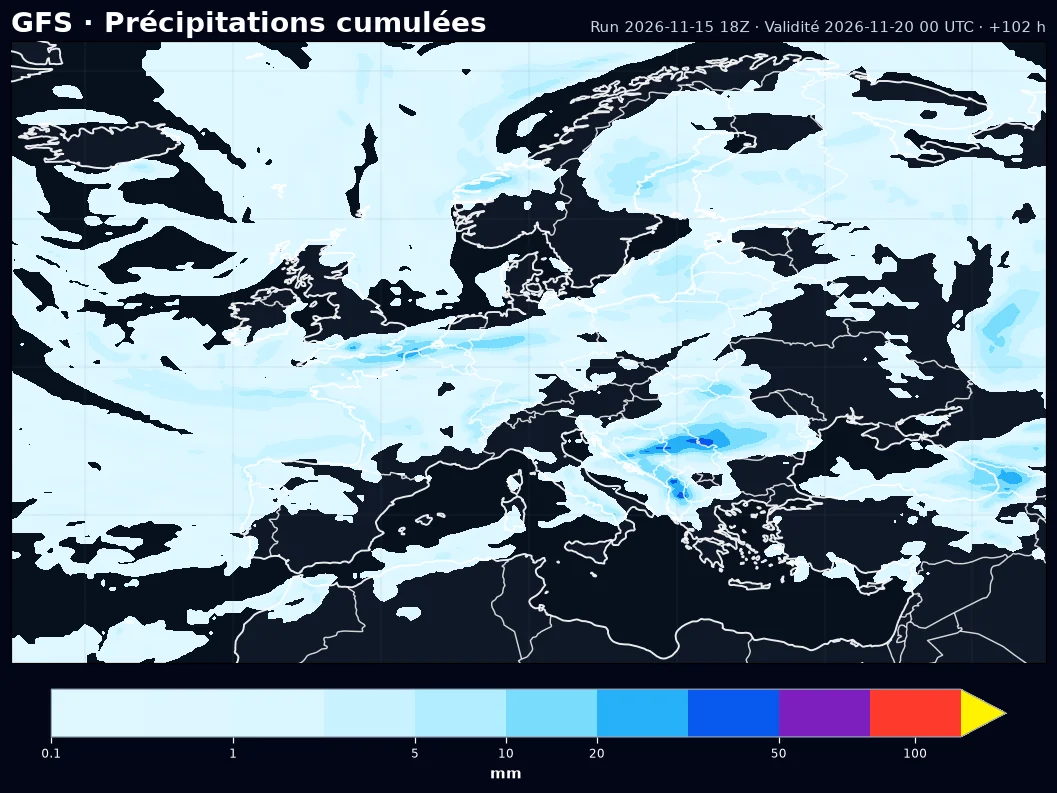 GFS · Précipitations cumulées
Run 2026-11-15 18Z · Validité 2026-11-20 00 UTC · +102 h
0.1 1 5 10 20 50 100
mm